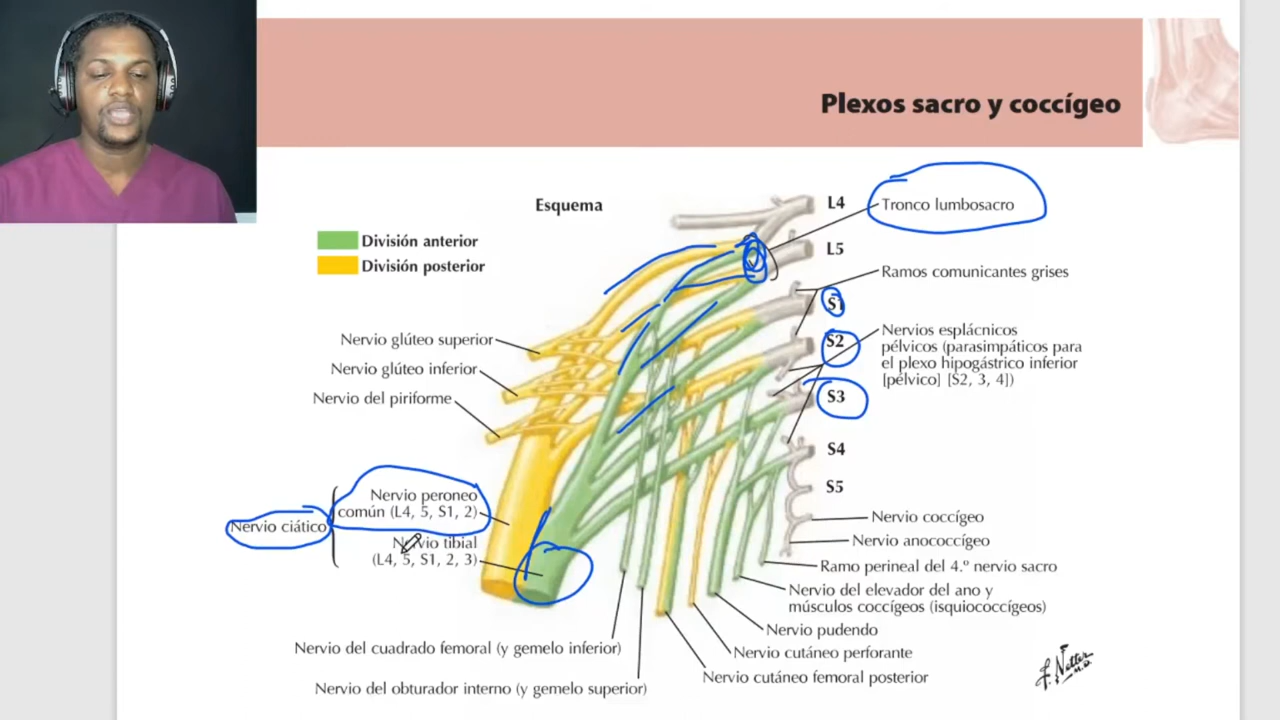 Plexos sacro y coccígeo
Esquema
División anterior
División posterior
L4
Tronco lumbosacro
L5
Ramos comunicantes grises
S1
S2
Nervios esplácnicos
pélvicos (parasimpáticos para
el plexo hipogástrico inferior
[pélvico] [S2, 3, 4])
S3
S4
S5
Nervio glúteo superior
Nervio glúteo inferior
Nervio del piriforme
Nervio ciático
Nervio peroneo
común (L4, 5, S1, 2)
Nervio tibial
(L4, 5, S1, 2, 3)
Nervio coccígeo
Nervio anococcígeo
Ramo perineal del 4.º nervio sacro
Nervio del elevador del ano y
músculos coccígeos (isquiococcígeos)
Nervio pudendo
Nervio cutáneo perforante
Nervio cutáneo femoral posterior
Nervio del cuadrado femoral (y gemelo inferior)
Nervio del obturador interno (y gemelo superior)
F. Netter
M.D.